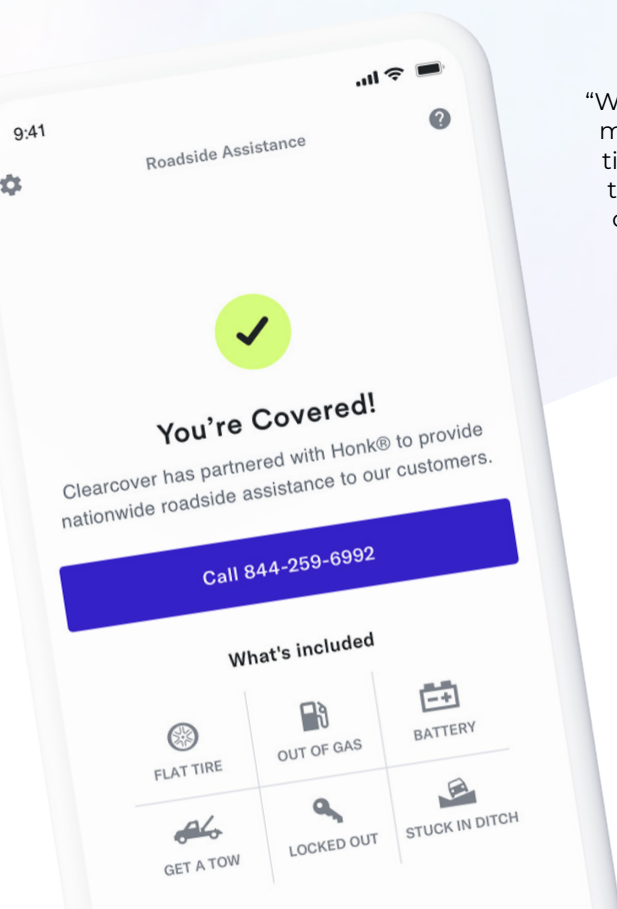 9:41
Roadside Assistance
You're Covered!
Clearcover has partnered with Honk® to provide
nationwide roadside assistance to our customers.
Call 844-259-6992
What's included
FLAT TIRE
OUT OF GAS
BATTERY
GET A TOW
LOCKED OUT
STUCK IN DITCH